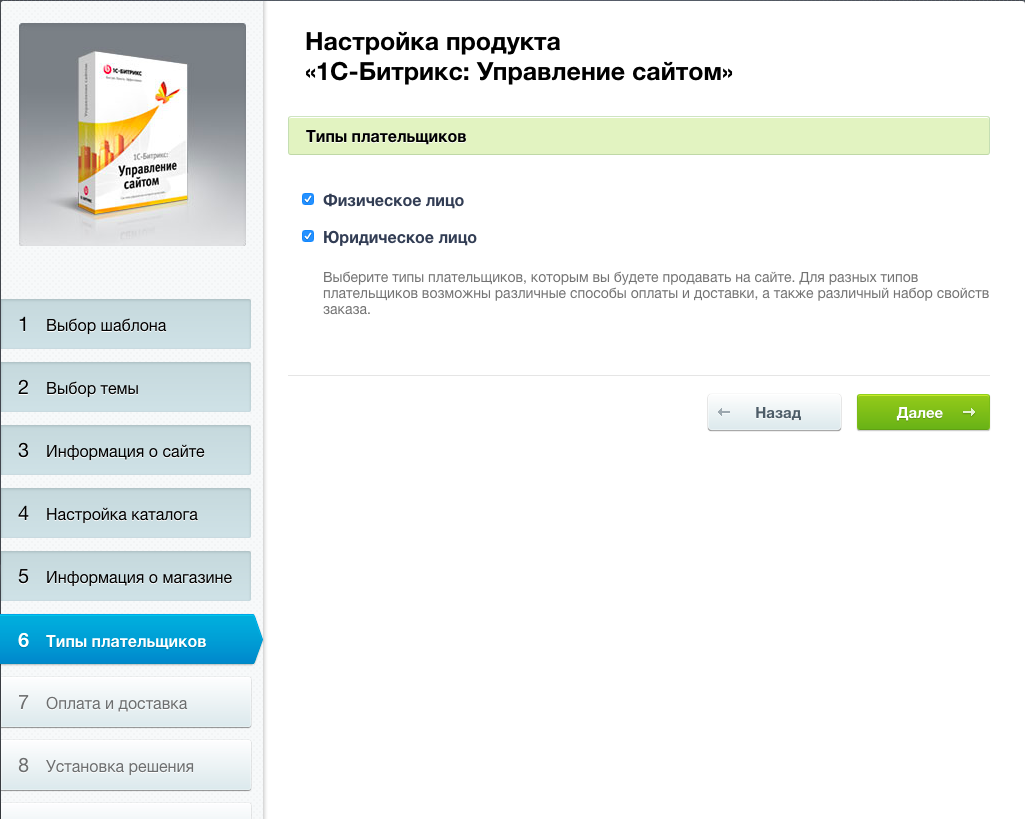 1С-БИТРИКС
1С-Битрикс:
Управление
сайтом
Настройка продукта
«1С-Битрикс: Управление сайтом»
Типы плательщиков
Физическое лицо
Юридическое лицо
Выберите типы плательщиков, которым вы будете продавать на сайте. Для разных типов
плательщиков возможны различные способы оплаты и доставки, а также различный набор свойств
заказа.
Назад
Далее
1 Выбор шаблона
2 Выбор темы
3 Информация о сайте
4 Настройка каталога
5 Информация о магазине
6 Типы плательщиков
7 Оплата и доставка
8 Установка решения